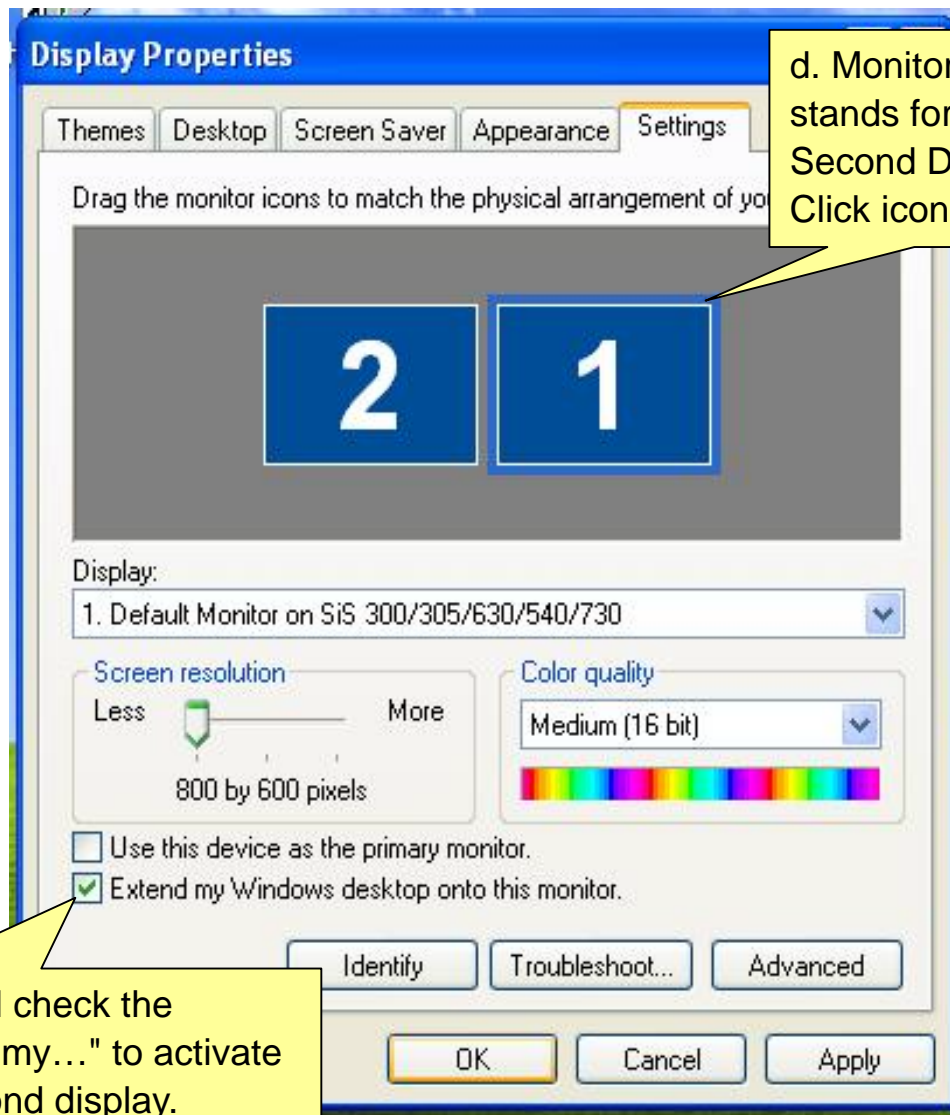 Display Properties
d. Monitor
stands for
Second D
Click icon
Themes Desktop Screen Saver Appearance Settings
Drag the monitor icons to match the physical arrangement of yo
2 1
Display:
1. Default Monitor on SiS 300/305/630/540/730
Screen resolution
Less More
800 by 600 pixels
Color quality
Medium (16 bit)
Use this device as the primary monitor.
Extend my Windows desktop onto this monitor.
Identify Troubleshoot... Advanced
check the
my…" to activate
ond display.
OK Cancel Apply